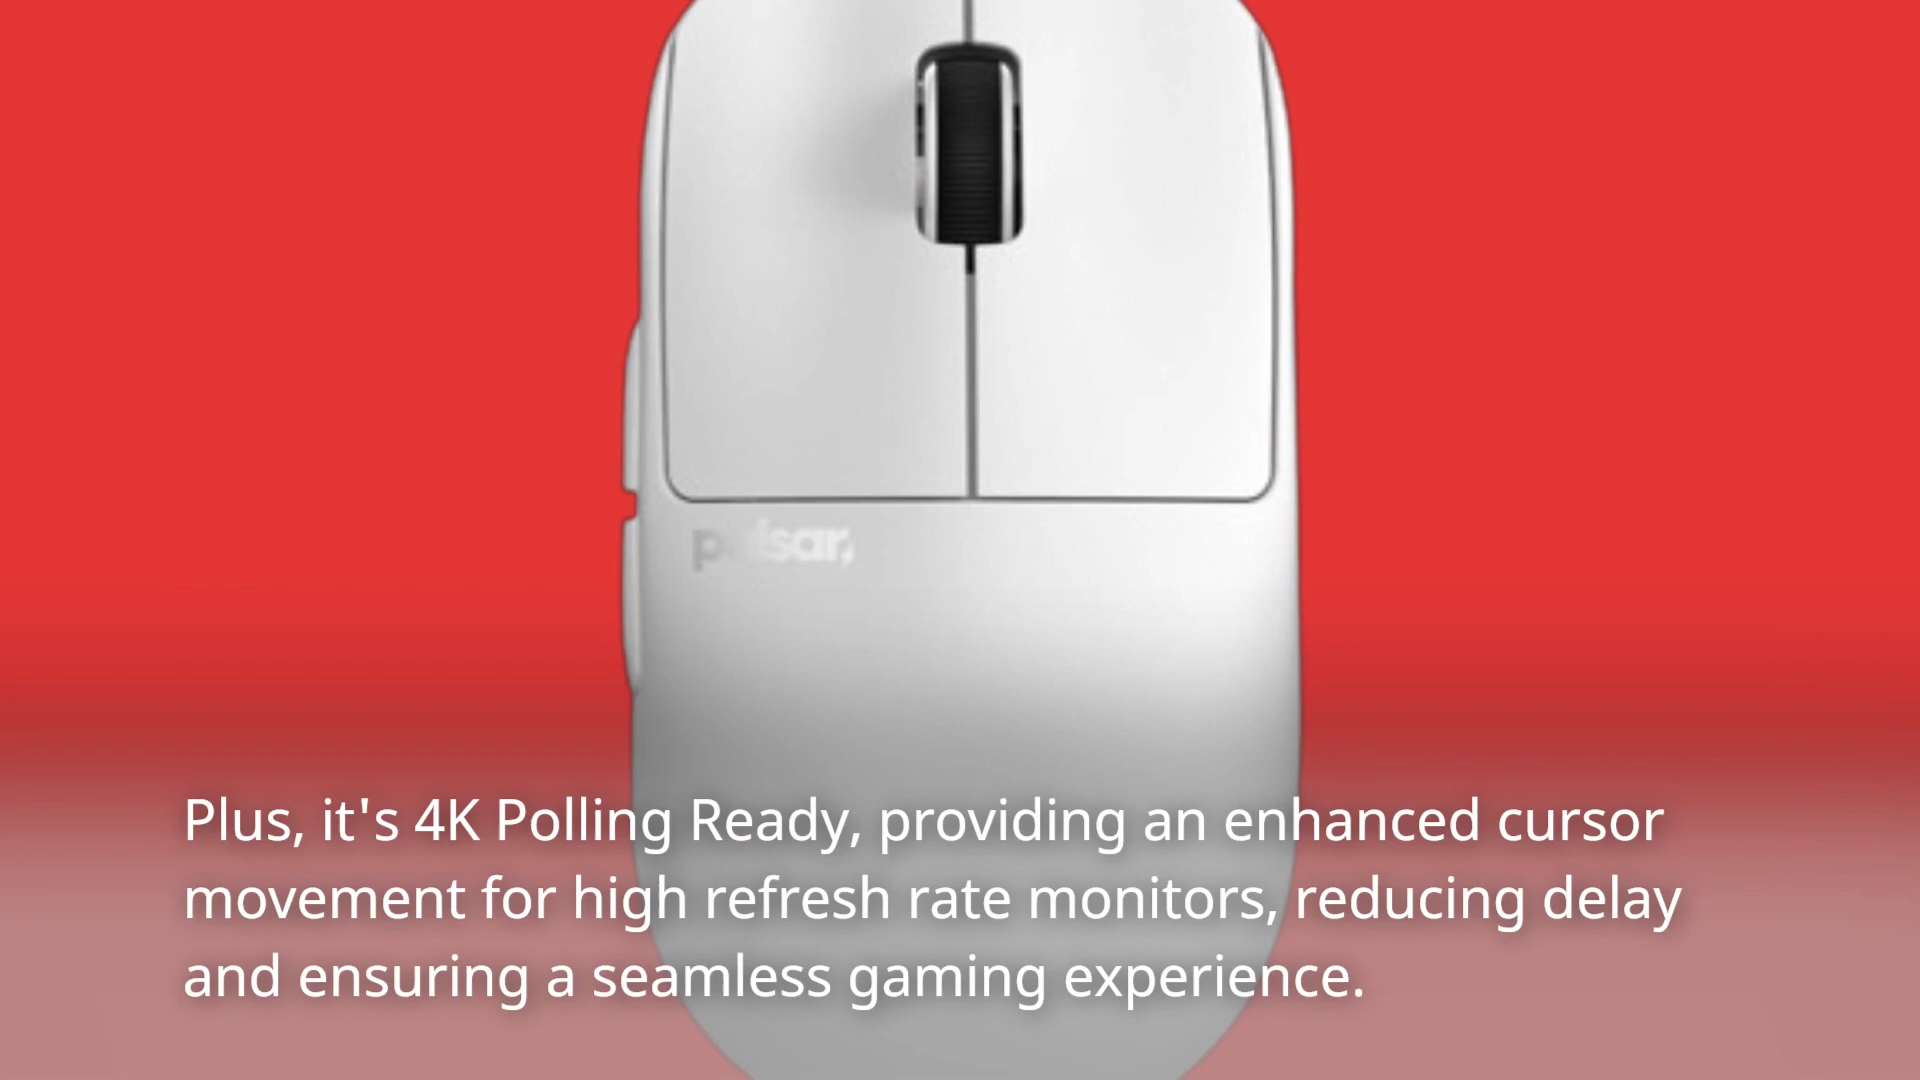 pulsar
Plus, it's 4K Polling Ready, providing an enhanced cursor
movement for high refresh rate monitors, reducing delay
and ensuring a seamless gaming experience.